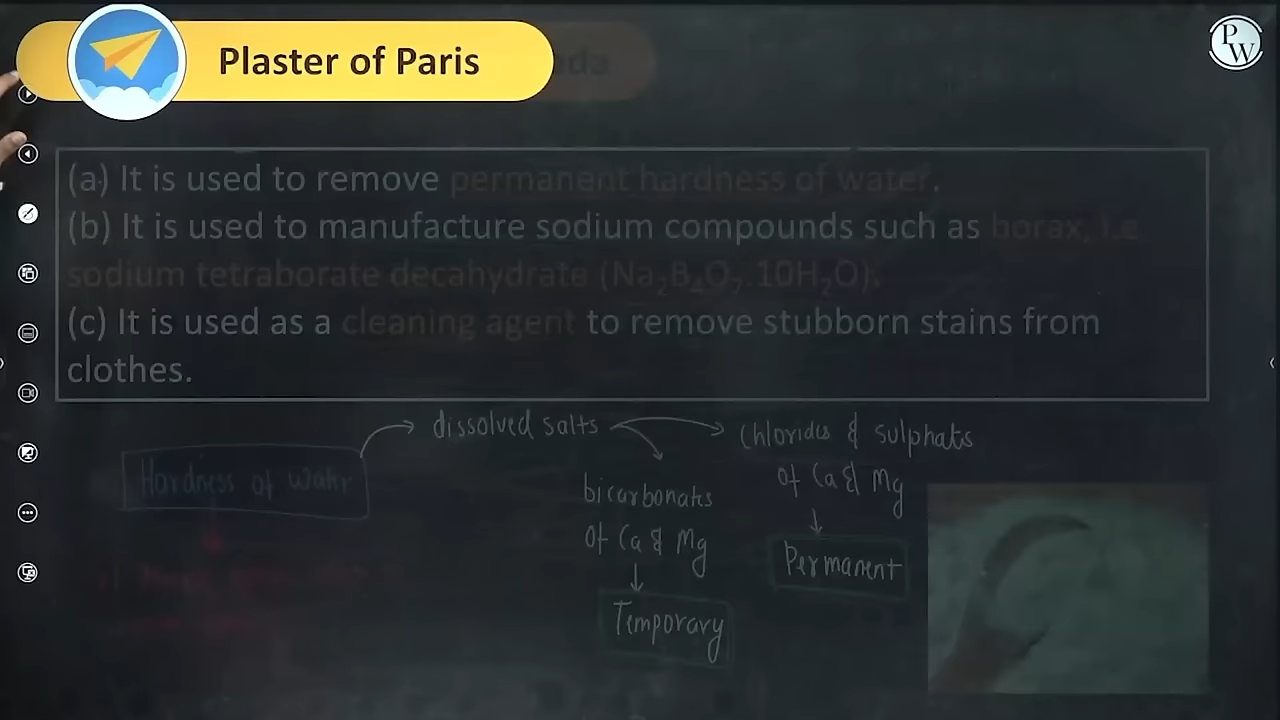 Plaster of Paris
PW
(a) It is used to remove permanent hardness of water.
(b) It is used to manufacture sodium compounds such as borax, i.e
sodium tetraborate decahydrate (Na₂B₄O₇.10H₂O).
(c) It is used as a cleaning agent to remove stubborn stains from
clothes.
Hardness of Water
dissolved salts
chlorides & sulphates
of Ca & Mg
Permanent
bicarbonates
of Ca & Mg
Temporary